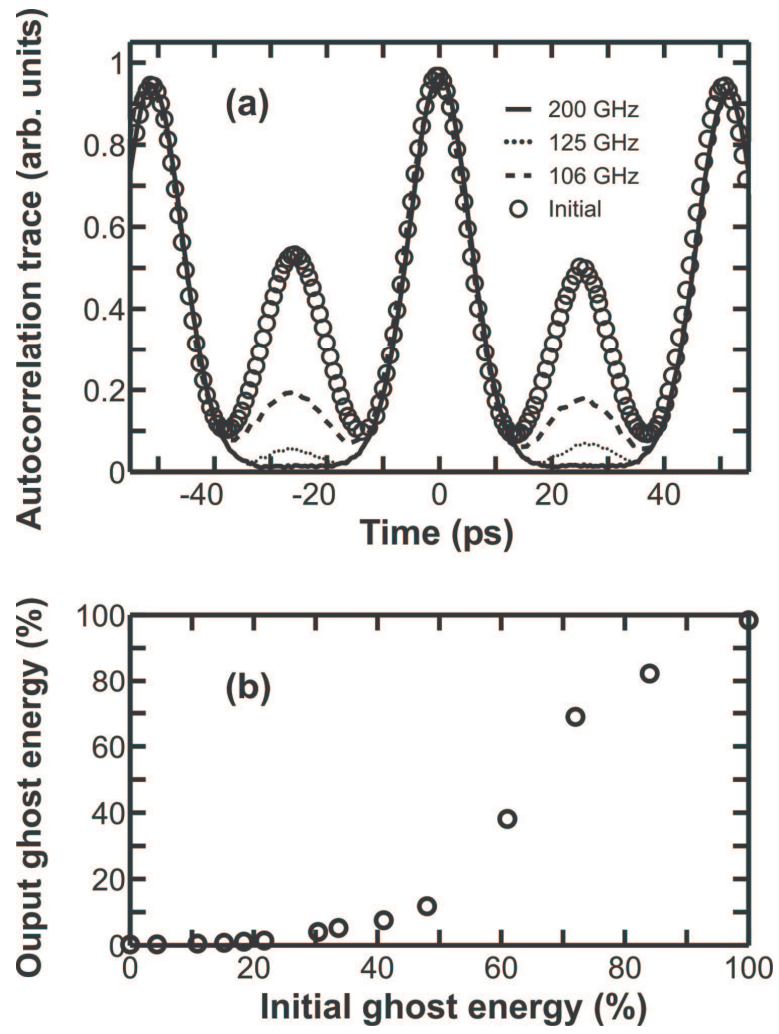 Autocorrelation trace (arb. units)
1
0.8
0.6
0.4
0.2
0
(a)
200 GHz
125 GHz
106 GHz
Initial
-40
-20
0
20
40
Time (ps)
Ouput ghost energy (%)
100
80
60
40
20
0
(b)
0
20
40
60
80
100
Initial ghost energy (%)